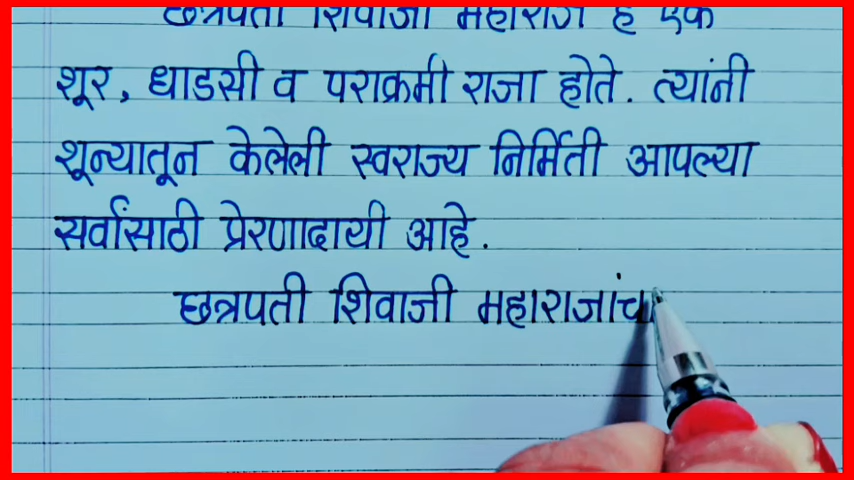 छत्रपती शिवाजी महाराज हे एक
शूर, धाडसी व पराक्रमी राजा होते. त्यांनी
शून्यातून केलेली स्वराज्य निर्मिती आपल्या
सर्वांसाठी प्रेरणादायी आहे.
छत्रपती शिवाजी महाराजांचा